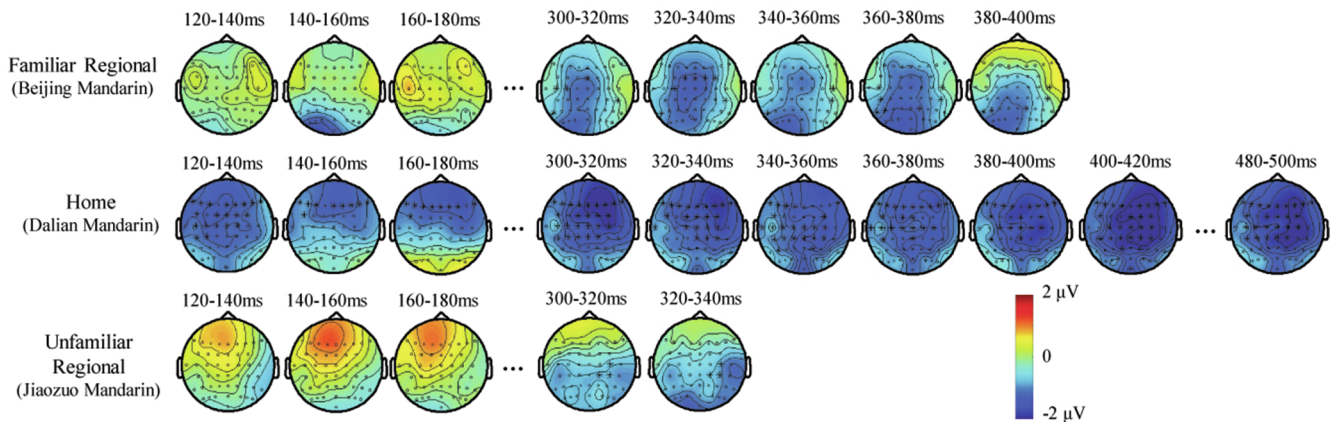 120-140ms 140-160ms 160-180ms 300-320ms 320-340ms 340-360ms 360-380ms 380-400ms
Familiar Regional
(Beijing Mandarin)
...
120-140ms 140-160ms 160-180ms 300-320ms 320-340ms 340-360ms 360-380ms 380-400ms 400-420ms 480-500ms
Home
(Dalian Mandarin)
... ...
120-140ms 140-160ms 160-180ms 300-320ms 320-340ms
Unfamiliar
Regional
(Jiaozuo Mandarin)
...
2 μV
0
-2 μV